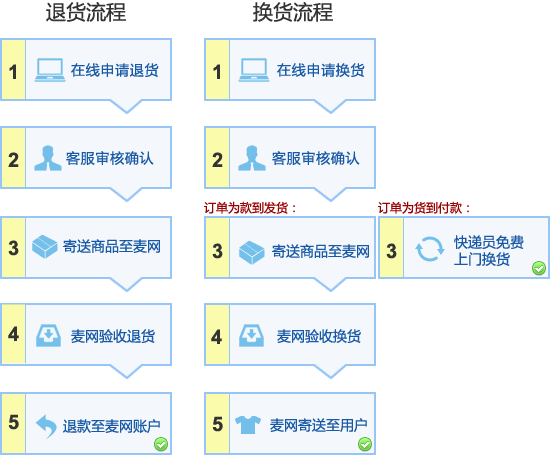 退货流程
1 在线申请退货
2 客服审核确认
3 寄送商品至麦网
4 麦网验收退货
5 退款至麦网账户
换货流程
1 在线申请换货
2 客服审核确认
订单为款到发货：
3 寄送商品至麦网
4 麦网验收换货
5 麦网寄送至用户
订单为货到付款：
3 快递员免费
上门换货